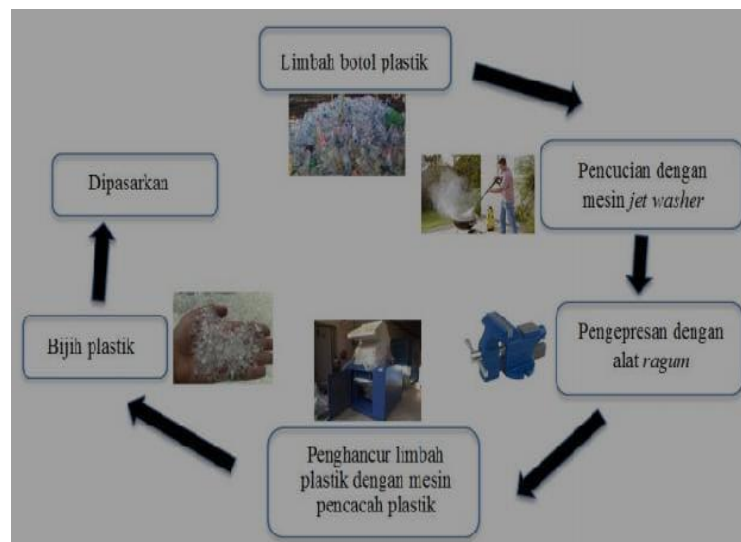 Limbah botol plastik
Pencucian dengan
mesin jet washer
Pengepresan dengan
alat ragum
Penghancur limbah
plastik dengan mesin
pencacah plastik
Bijih plastik
Dipasarkan